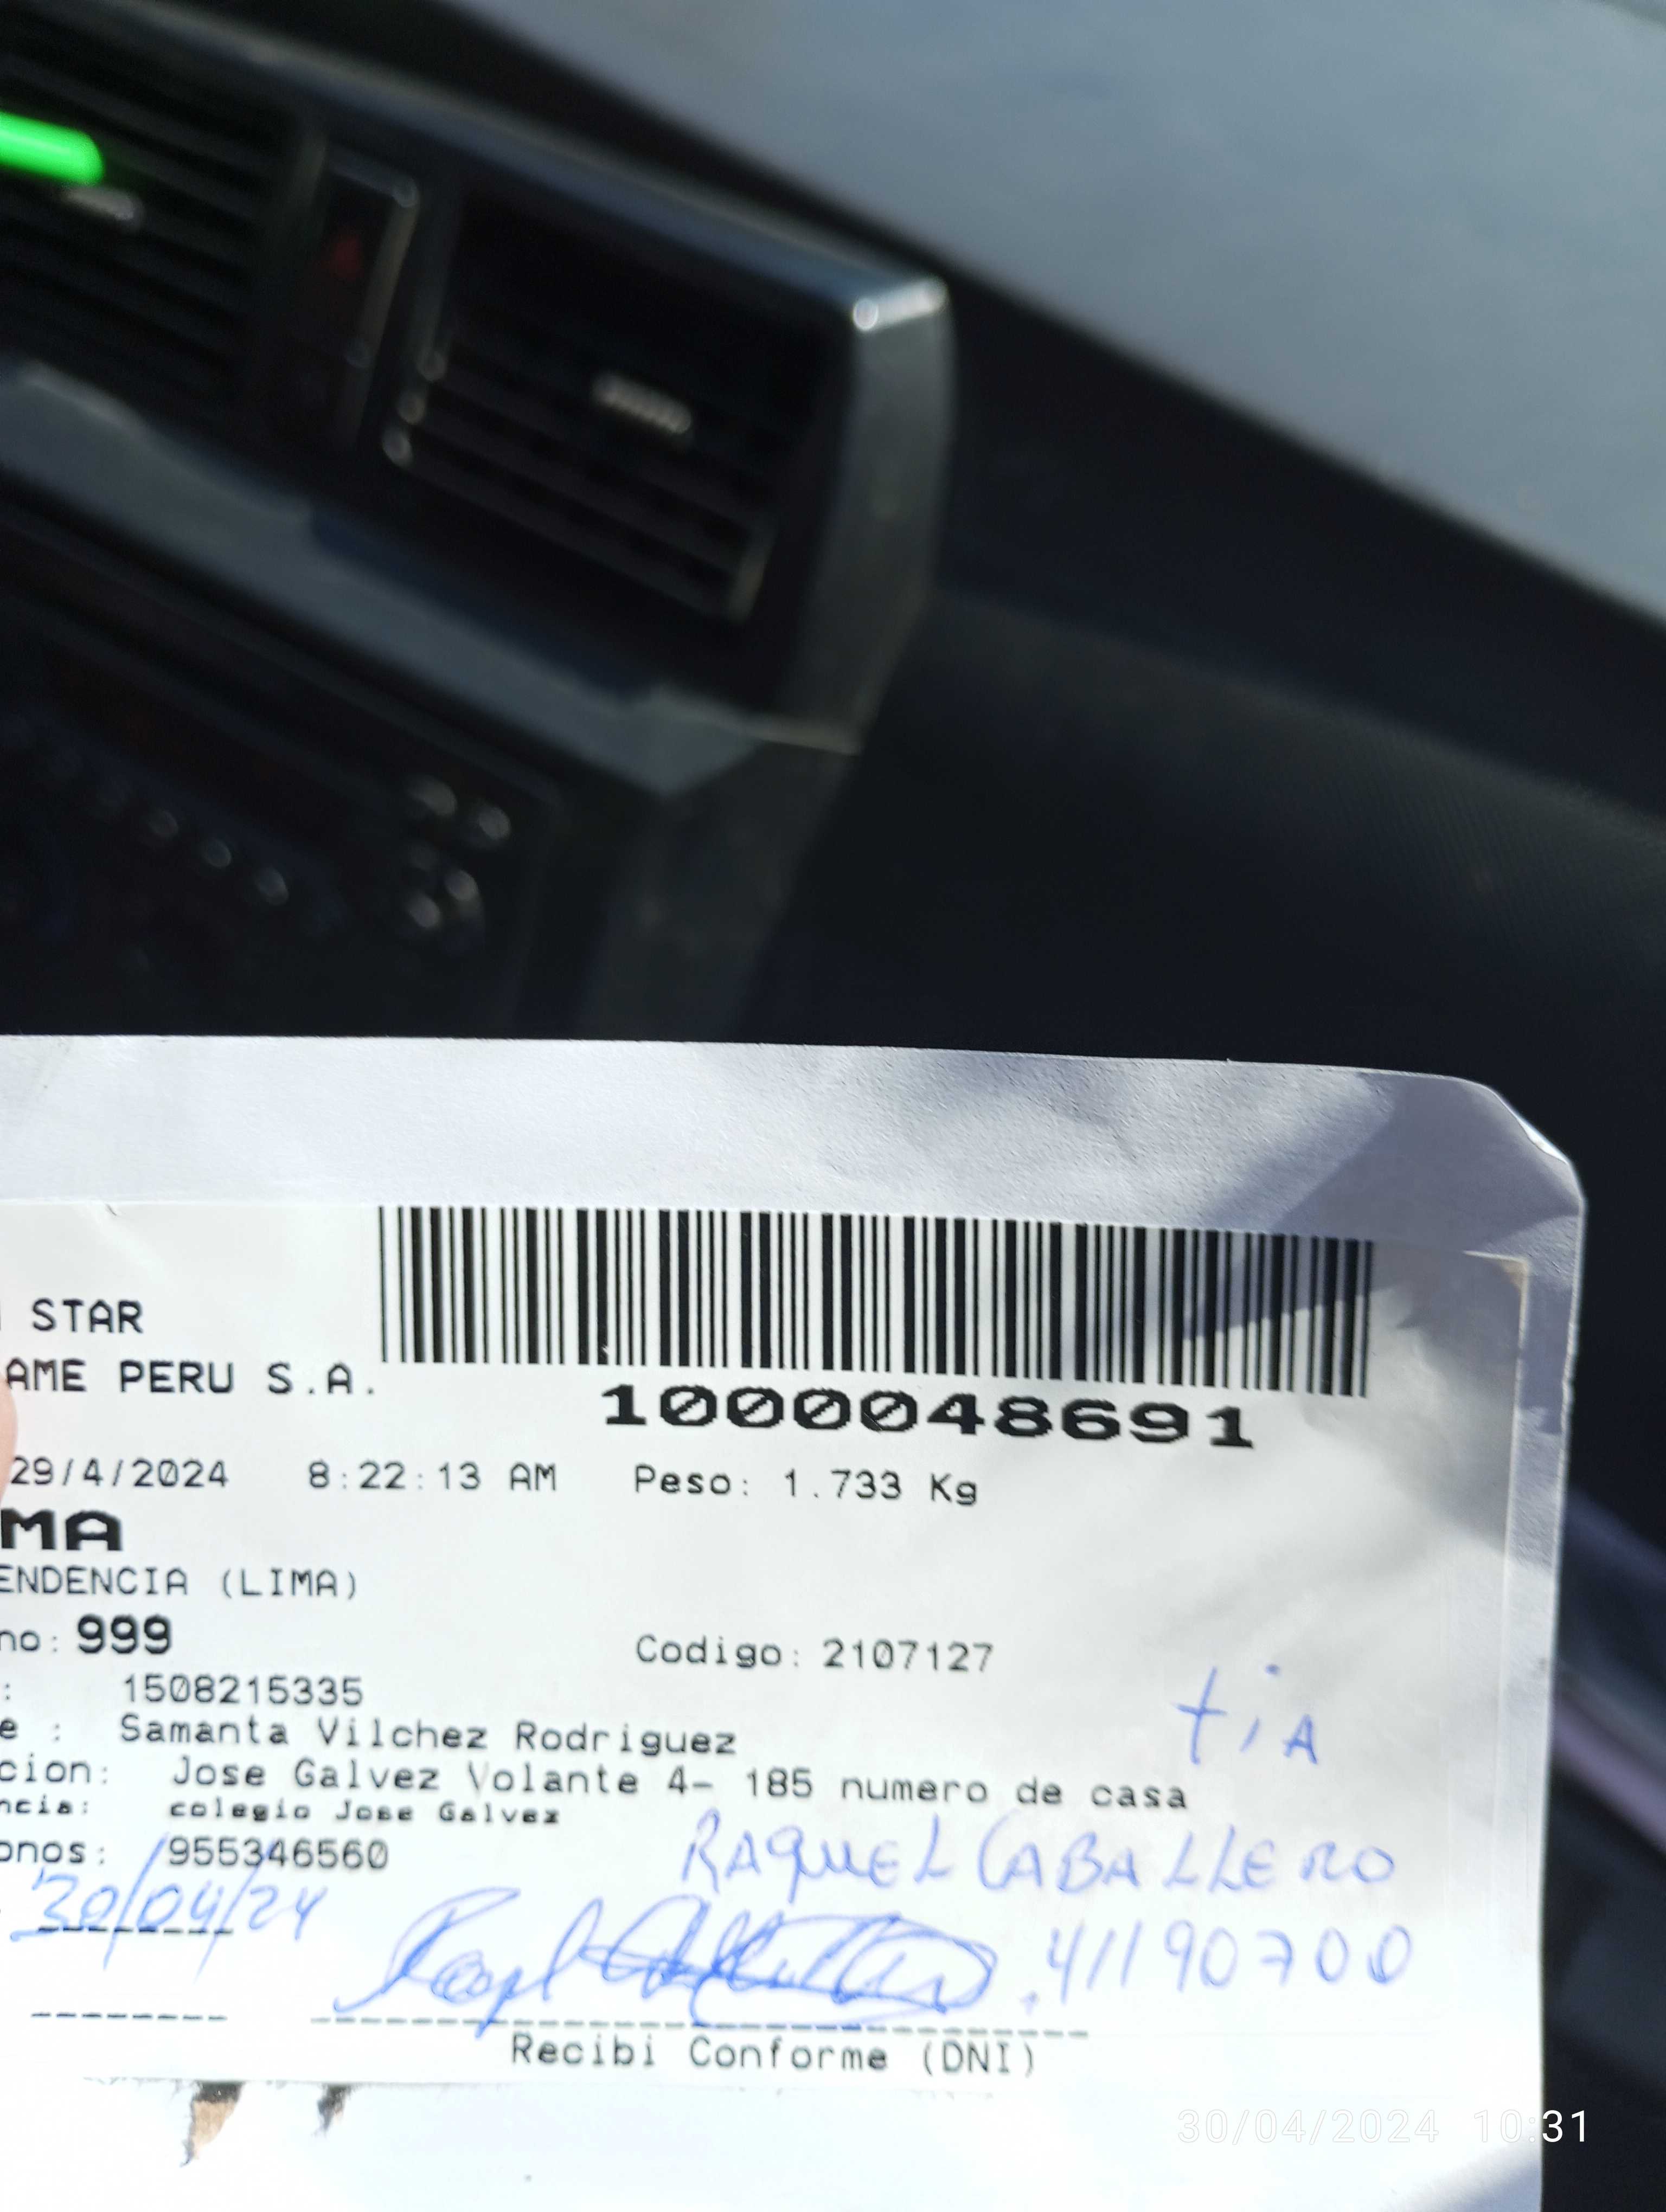 STAR
AME PERU S.A.
1000048691
29/4/2024 8:22:13 AM Peso: 1.733 Kg
MA
ENDENCIA (LIMA)
no: 999 Codigo: 2107127
: 1508215335
e : Samanta Vilchez Rodriguez
tiA
cion: Jose Galvez Volante 4- 185 numero de casa
ncia: colegio Jose Galvez
onos: 955346560
RAQUEL CABALLERO
30/04/24
41190700
Recibi Conforme (DNI)
30/04/2024 10:31